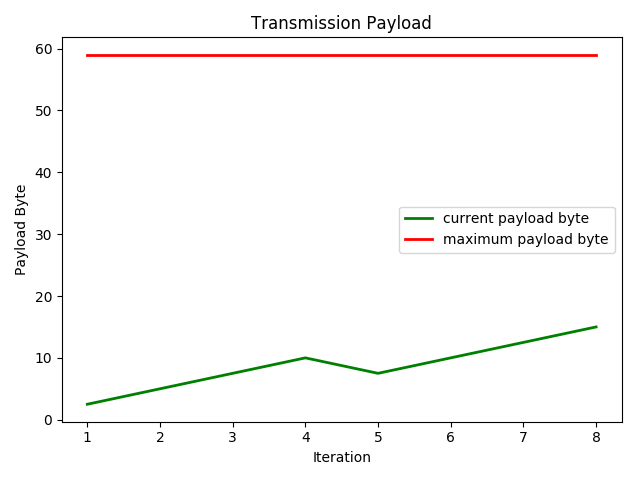 Transmission Payload
60
50
40
30
20
10
0
Payload Byte
current payload byte
maximum payload byte
1 2 3 4 5 6 7 8
Iteration